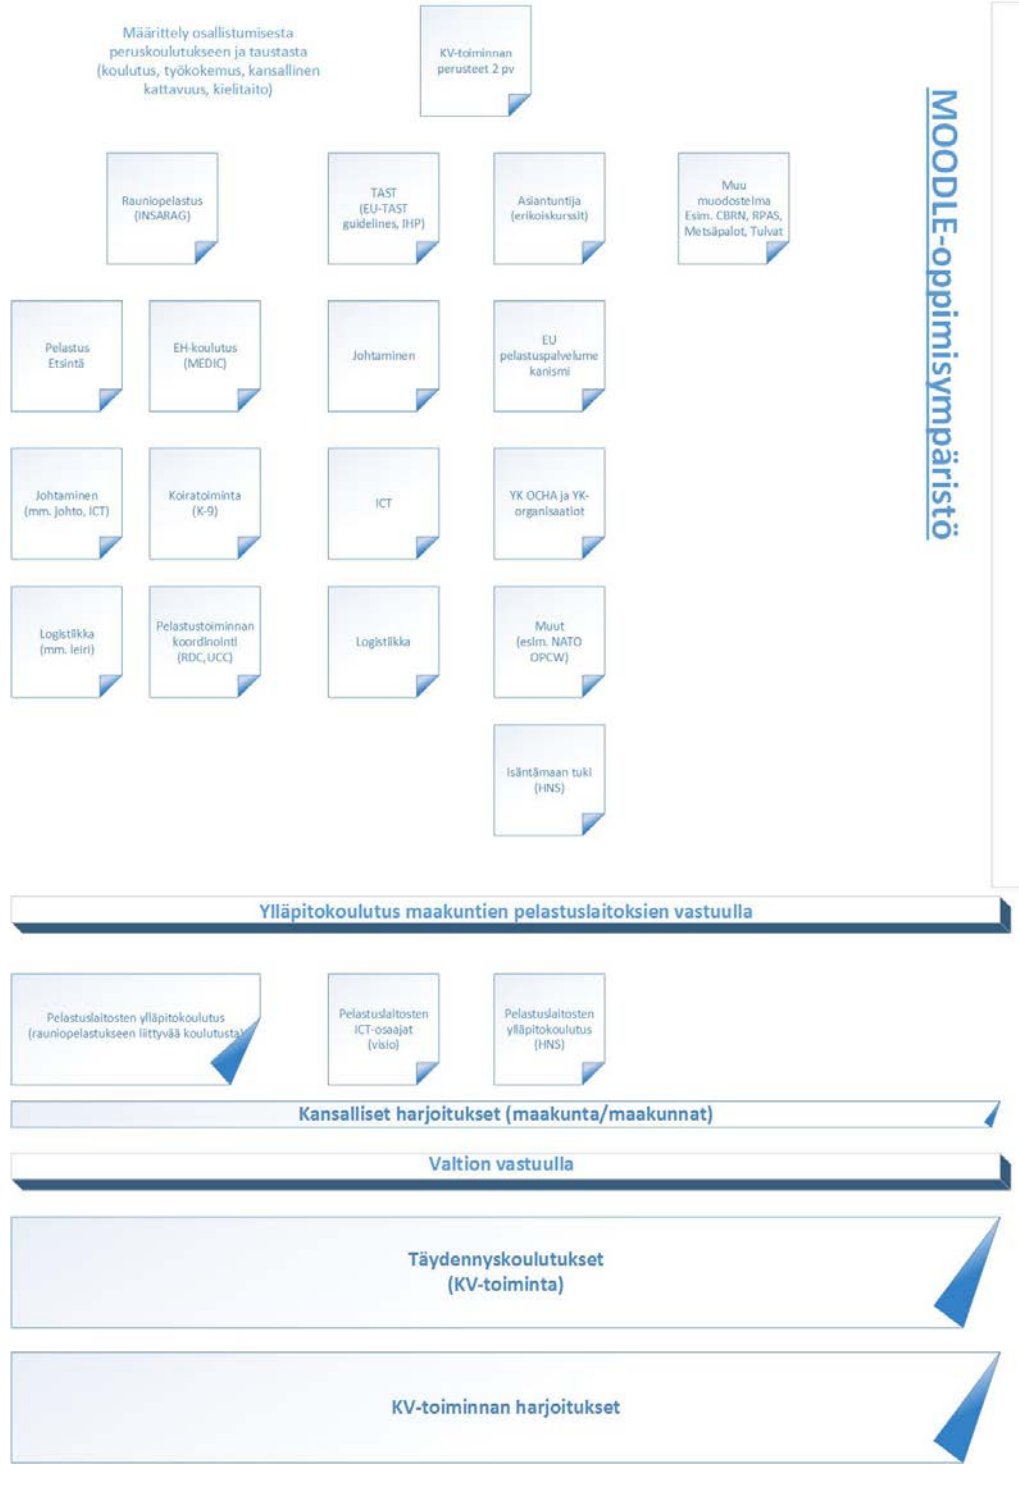 Määrittely osallistumisesta
peruskoulutukseen ja taustasta
(koulutus, työkokemus, kansallinen
kattavuus, kielitaito)
KV-toiminnan
perusteet 2 pv
MOODLE-oppimisympäristö
Rauniopelastus
(INSARAG)
TAST
(EU-TAST
guidelines, IHP)
Asiantuntija
(erikoiskurssit)
Muu
muodostelma
Esim. CBRN, RPAS,
Metsäpalot, Tulvat
Pelastus
Etsintä
EH-koulutus
(MEDIC)
Johtaminen
EU
pelastuspalvelume
kanismi
Johtaminen
(mm. Johto, ICT)
Koiratoiminta
(K-9)
ICT
YK OCHA ja YK-
organisaatiot
Logistiikka
(mm. leiri)
Pelastustoiminnan
koordinointi
(RDC, UCC)
Logistiikka
Muut
(esim. NATO
OPCW)
Isäntämaan tuki
(HNS)
Ylläpitokoulutus maakuntien pelastuslaitoksien vastuulla
Pelastuslaitosten ylläpitokoulutus
(rauniopelastukseen liittyvää koulutusta)
Pelastuslaitosten
ICT-osaajat
(visio)
Pelastuslaitosten
ylläpitokoulutus
(HNS)
Kansalliset harjoitukset (maakunta/maakunnat)
Valtion vastuulla
Täydennyskoulutukset
(KV-toiminta)
KV-toiminnan harjoitukset